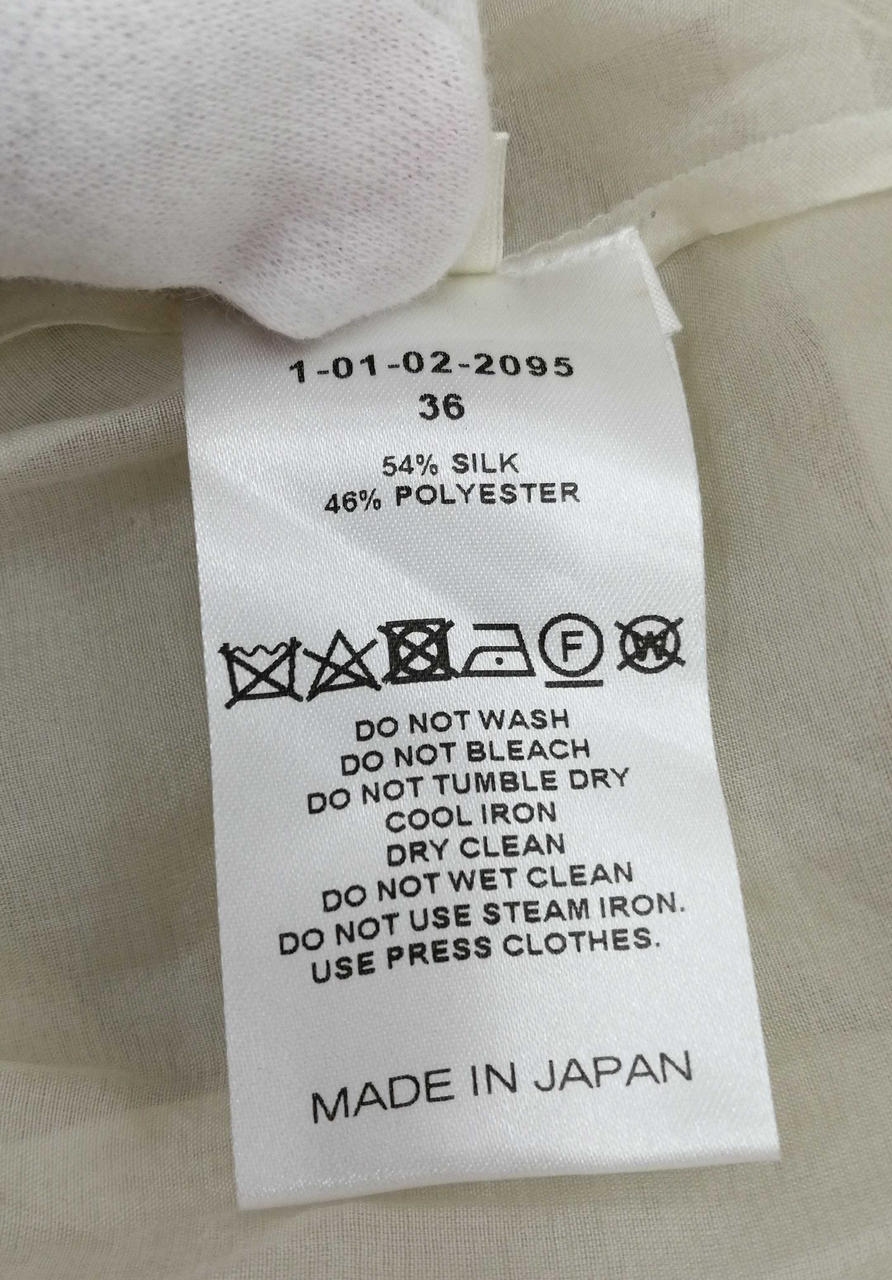 1-01-02-2095
36
54% SILK
46% POLYESTER
F W
DO NOT WASH
DO NOT BLEACH
DO NOT TUMBLE DRY
COOL IRON
DRY CLEAN
DO NOT WET CLEAN
DO NOT USE STEAM IRON.
USE PRESS CLOTHES.
MADE IN JAPAN